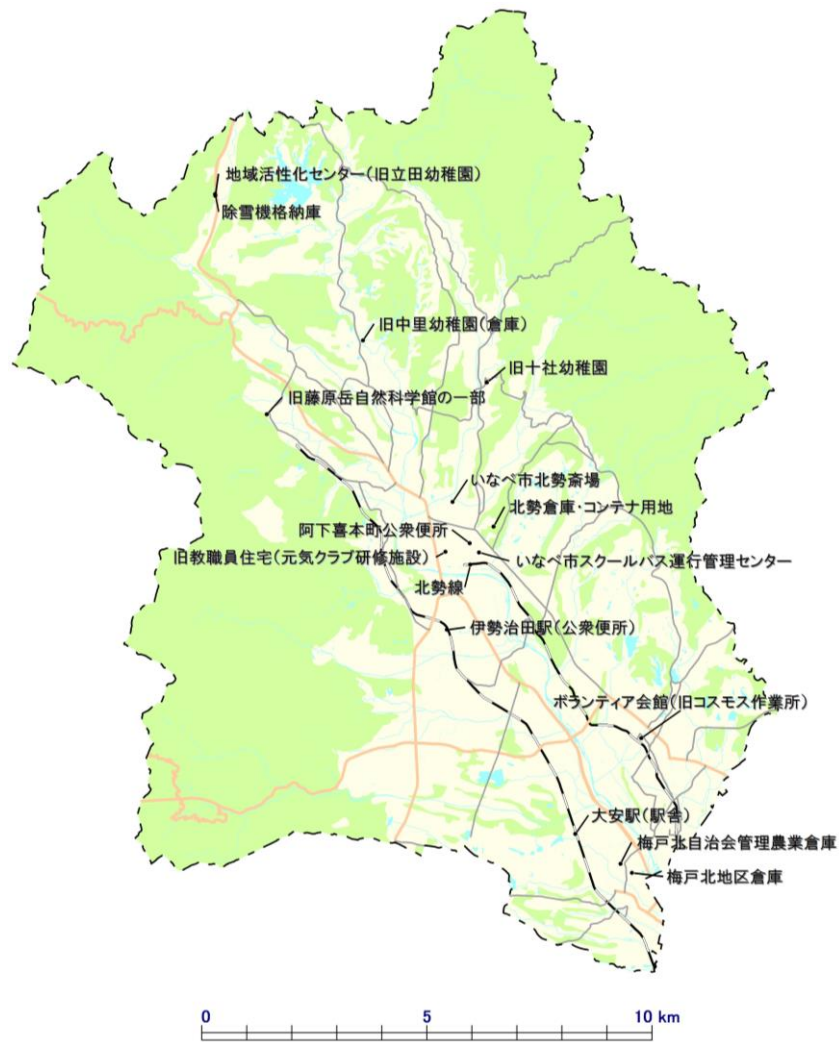 地域活性化センター(旧立田幼稚園)
除雪機格納庫
旧中里幼稚園(倉庫)
旧十社幼稚園
旧藤原岳自然科学館の一部
いなべ市北勢斎場
北勢倉庫・コンテナ用地
阿下喜本町公衆便所
旧教職員住宅(元気クラブ研修施設)
いなべ市スクールバス運行管理センター
北勢線
伊勢治田駅(公衆便所)
ボランティア会館(旧コスモス作業所)
大安駅(駅舎)
梅戸北自治会管理農業倉庫
梅戸北地区倉庫
0 5 10 km